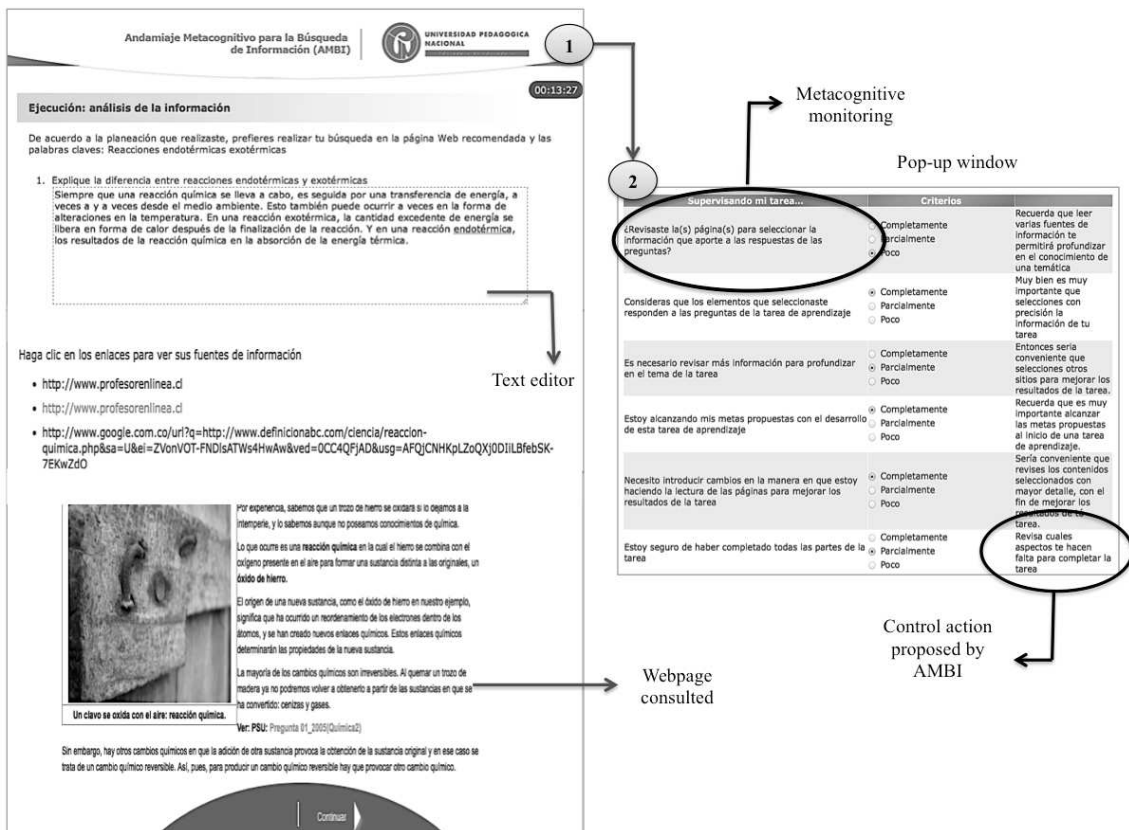 Andamiaje Metacognitivo para la Búsqueda
de Información (AMBI)
UNIVERSIDAD PEDAGOGICA
NACIONAL
1
00:13:27
Ejecución: análisis de la información
De acuerdo a la planeación que realizaste, prefieres realizar tu búsqueda en la página Web recomendada y las
palabras claves: Reacciones endotérmicas exotérmicas
1. Explique la diferencia entre reacciones endotérmicas y exotérmicas
Siempre que una reacción química se lleva a cabo, es seguida por una transferencia de energía, a
veces a y a veces desde el medio ambiente. Esto también puede ocurrir a veces en la forma de
alteraciones en la temperatura. En una reacción exotérmica, la cantidad excedente de energía se
libera en forma de calor después de la finalización de la reacción. Y en una reacción endotérmica,
los resultados de la reacción química en la absorción de la energía térmica.
Text editor
Haga clic en los enlaces para ver sus fuentes de información
• http://www.profesorenlinea.cl
• http://www.profesorenlinea.cl
• http://www.google.com.co/url?q=http://www.definicionabc.com/ciencia/reaccion-
quimica.php&sa=U&ei=ZVonVOT-FNDlsATWs4HwAw&ved=0CC4QFjAD&usg=AFQjCNHKpLZoQXj0DIiLBfebSK-
7EKwZdO
Por experiencia, sabemos que un trozo de hierro se oxidará si lo dejamos a la
intemperie, y lo sabemos aunque no poseamos conocimientos de química.
Lo que ocurre es una reacción química en la cual el hierro se combina con el
oxígeno presente en el aire para formar una sustancia distinta a las originales, un
óxido de hierro.
El origen de una nueva sustancia, como el óxido de hierro en nuestro ejemplo,
significa que ha ocurrido un reordenamiento de los electrones dentro de los
átomos, y se han creado nuevos enlaces químicos. Estos enlaces químicos
determinarán las propiedades de la nueva sustancia.
La mayoría de los cambios químicos son irreversibles. Al quemar un trozo de
madera ya no podremos volver a obtenerlo a partir de las sustancias en que se
ha convertido: cenizas y gases.
Un clavo se oxida con el aire: reacción química.
Ver: PSU: Pregunta 01_2005(Química2)
Sin embargo, hay otros cambios químicos en que la adición de otra sustancia provoca la obtención de la sustancia original y en ese caso se
trata de un cambio químico reversible. Así, pues, para producir un cambio químico reversible hay que provocar otro cambio químico.
Continuar
Webpage
consulted
Metacognitive
monitoring
Pop-up window
2
Supervisando mi tarea...
Criterios
¿Revisaste la(s) página(s) para seleccionar la
información que aporte a las respuestas de las
preguntas?
Completamente
Parcialmente
Poco
Recuerda que leer
varias fuentes de
información te
permitirá profundizar
en el conocimiento de
una temática
Consideras que los elementos que seleccionaste
responden a las preguntas de la tarea de aprendizaje
Completamente
Parcialmente
Poco
Muy bien es muy
importante que
selecciones con
precisión la
información de tu
tarea
Es necesario revisar más información para profundizar
en el tema de la tarea
Completamente
Parcialmente
Poco
Entonces seria
conveniente que
selecciones otros
sitios para mejorar los
resultados de la tarea.
Estoy alcanzando mis metas propuestas con el desarrollo
de esta tarea de aprendizaje
Completamente
Parcialmente
Poco
Recuerda que es muy
importante alcanzar
las metas propuestas
al inicio de una tarea
de aprendizaje.
Necesito introducir cambios en la manera en que estoy
haciendo la lectura de las páginas para mejorar los
resultados de la tarea
Completamente
Parcialmente
Poco
Sería conveniente que
revises los contenidos
seleccionados con
mayor detalle, con el
fin de mejorar los
resultados de tú
tarea.
Estoy seguro de haber completado todas las partes de la
tarea
Completamente
Parcialmente
Poco
Revisa cuales
aspectos te hacen
falta para completar la
tarea
Control action
proposed by
AMBI